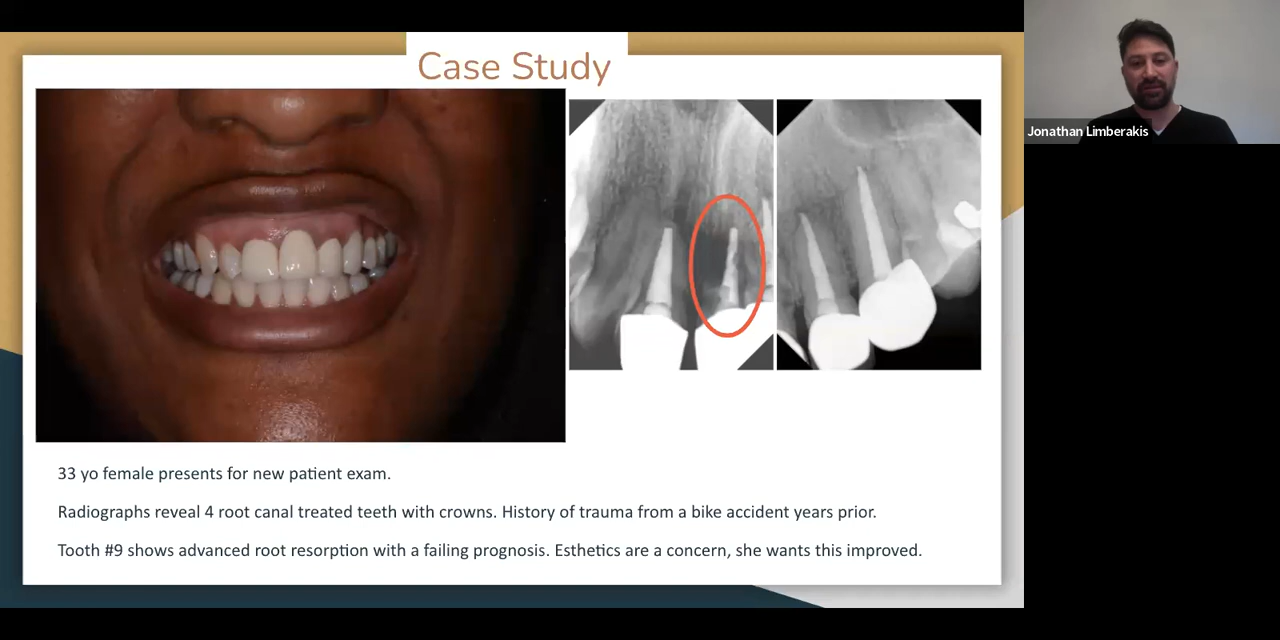 Case Study
Jonathan Limberakis
33 yo female presents for new patient exam.
Radiographs reveal 4 root canal treated teeth with crowns. History of trauma from a bike accident years prior.
Tooth #9 shows advanced root resorption with a failing prognosis. Esthetics are a concern, she wants this improved.